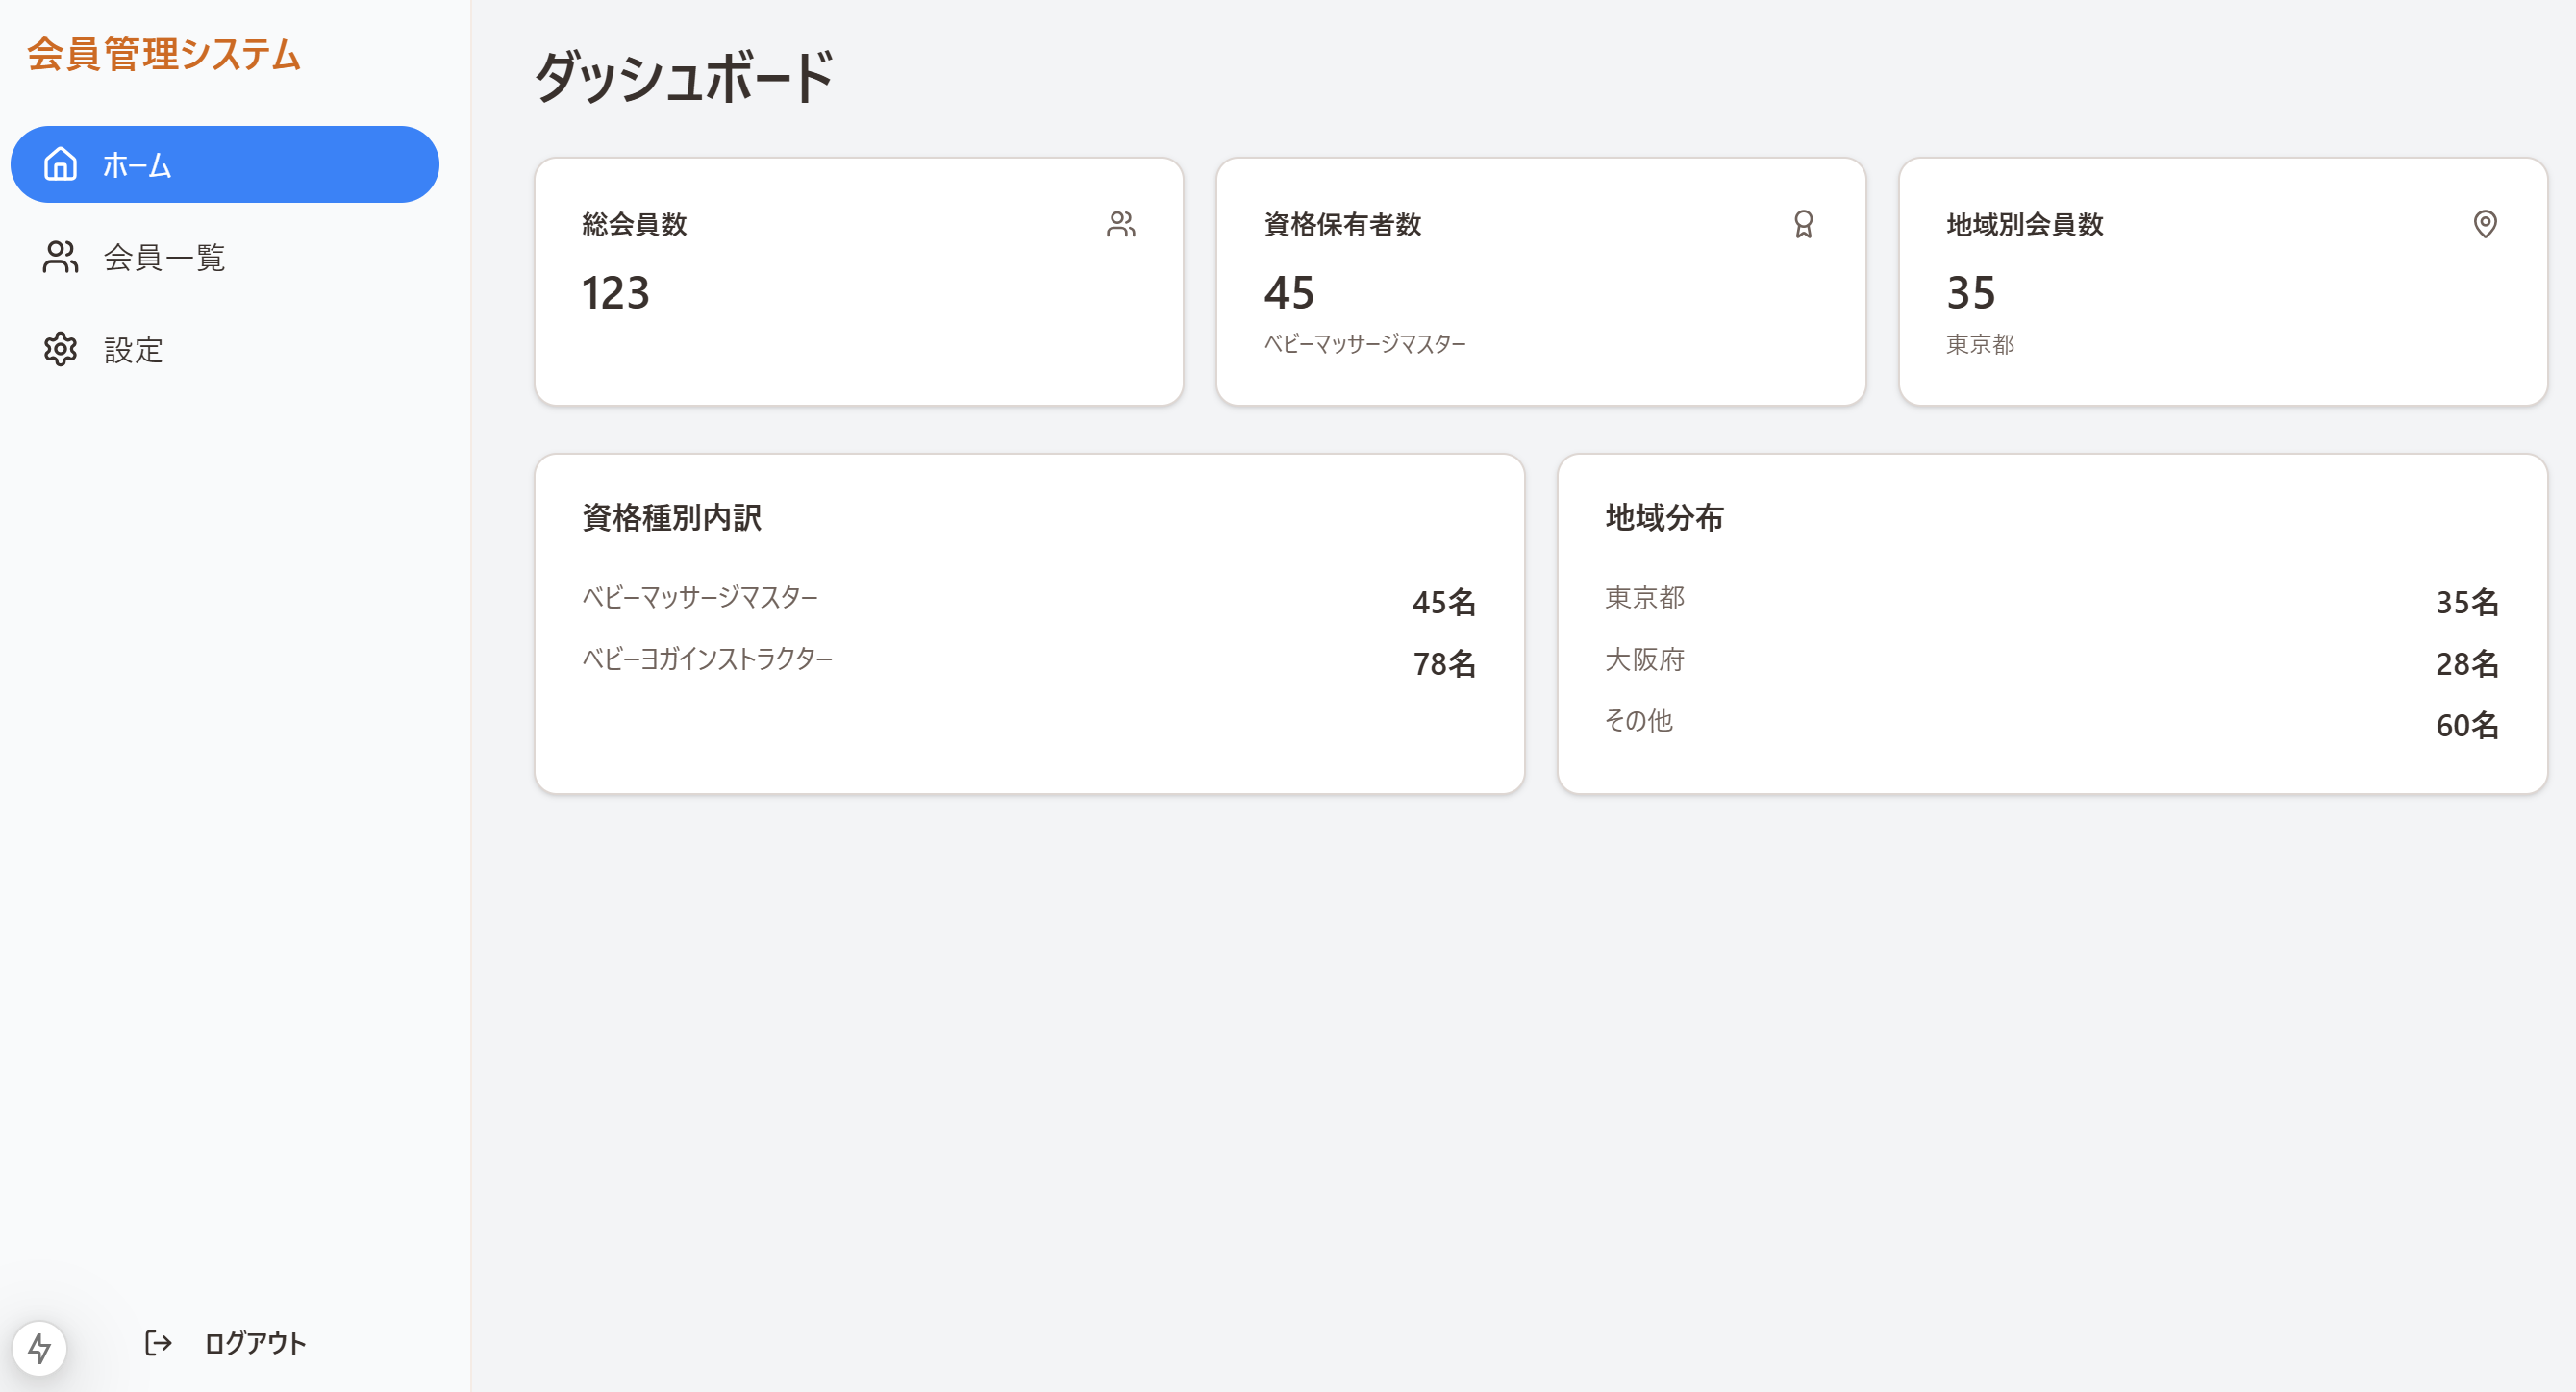 会員管理システム
ホーム
会員一覧
設定
ログアウト
ダッシュボード
総会員数
123
資格保有者数
45
ベビーマッサージマスター
地域別会員数
35
東京都
資格種別内訳
ベビーマッサージマスター 45名
ベビーヨガインストラクター 78名
地域分布
東京都 35名
大阪府 28名
その他 60名